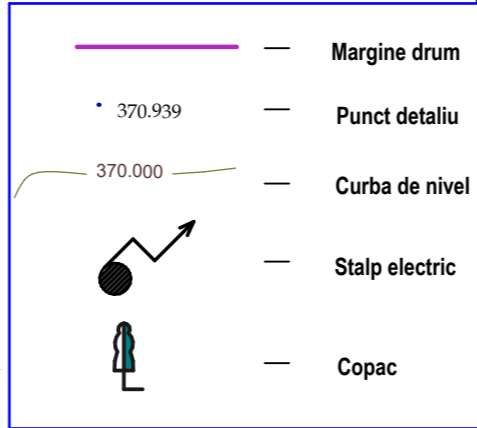 — Margine drum
370.939 — Punct detaliu
370.000 — Curba de nivel
— Stalp electric
— Copac